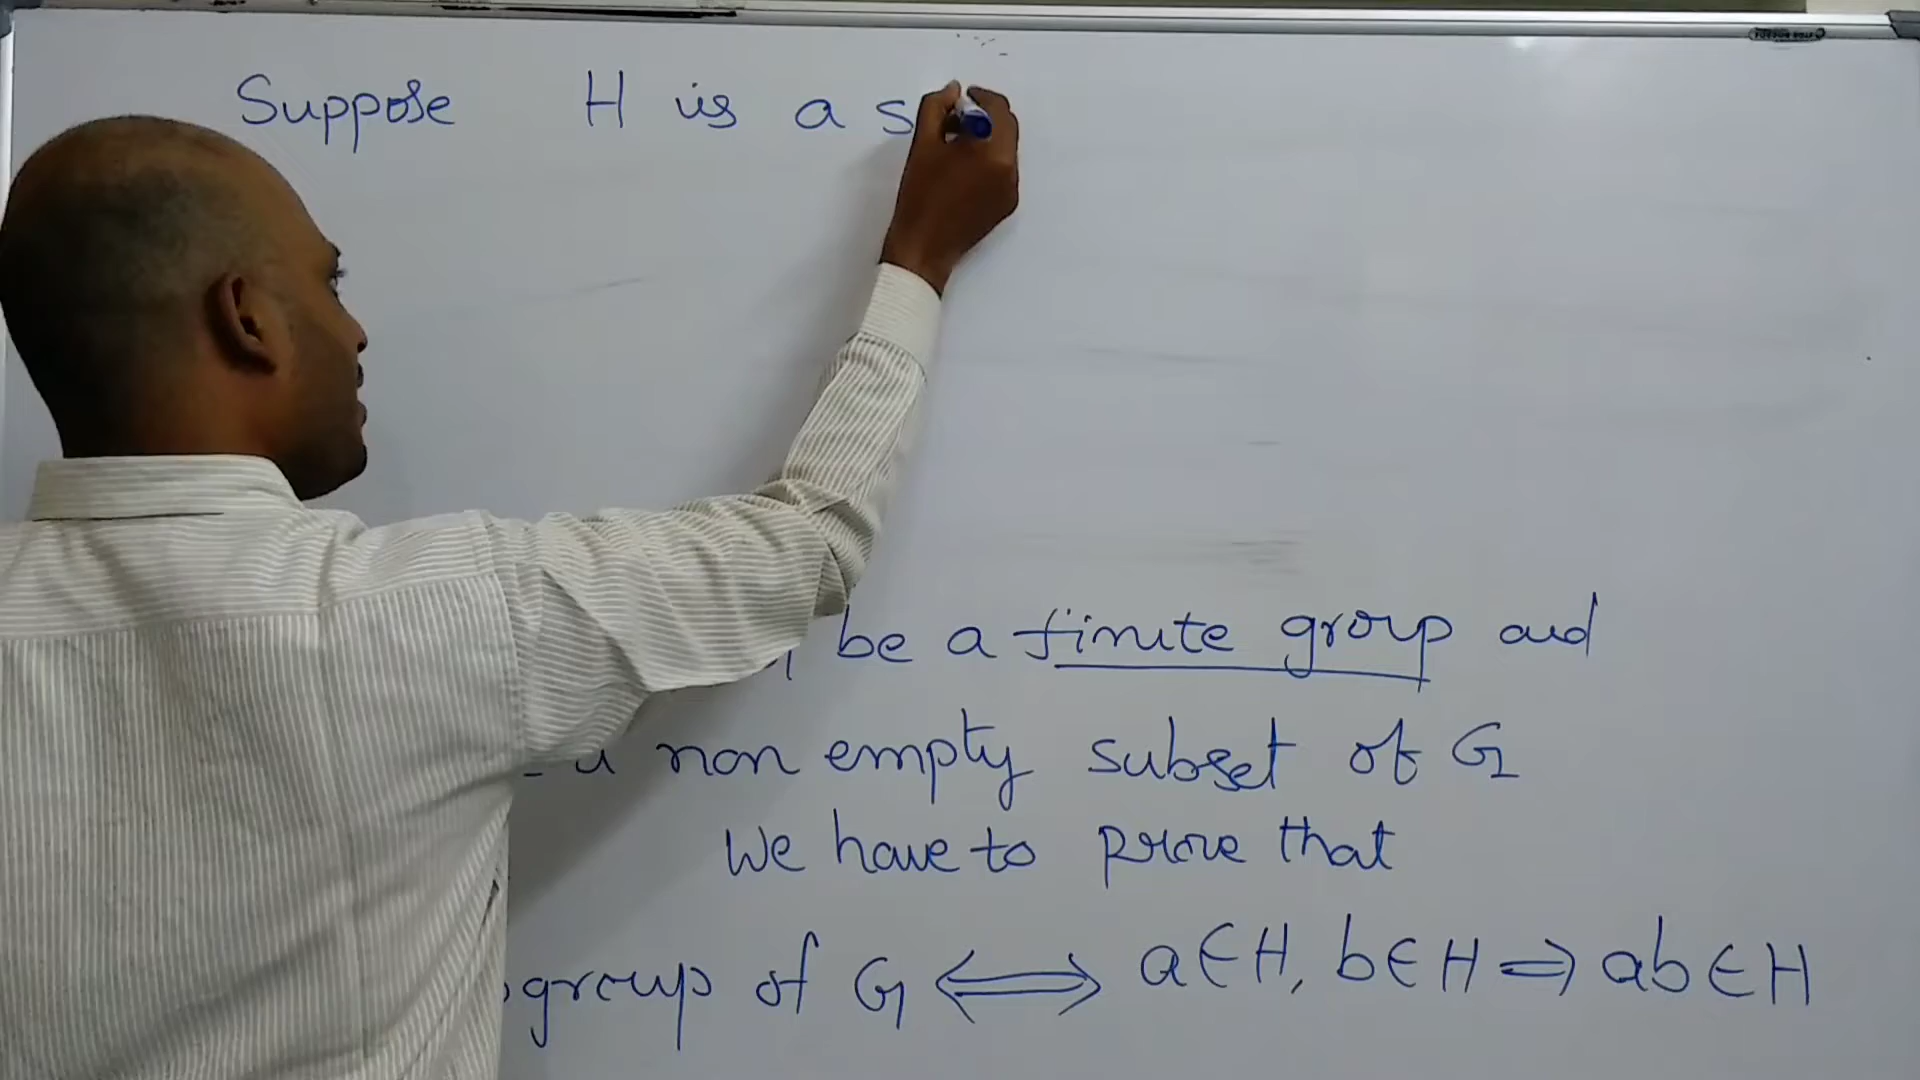 Suppose H is a s
be a finite group and
a non empty subset of G
We have to prove that
group of G ⟺ a∈H, b∈H ⟹ ab∈H